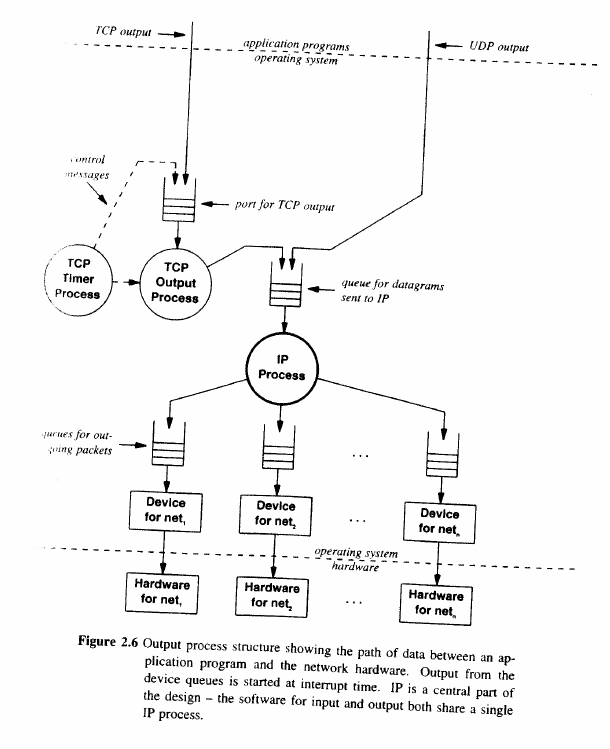 TCP output
application programs
operating system
UDP output
control
messages
port for TCP output
TCP
Timer
Process
TCP
Output
Process
queue for datagrams
sent to IP
IP
Process
queues for out-
going packets
. . .
Device
for net₁
Device
for net₂
. . .
Device
for netₙ
operating system
hardware
Hardware
for net₁
Hardware
for net₂
. . .
Hardware
for netₙ
Figure 2.6 Output process structure showing the path of data between an ap-
plication program and the network hardware. Output from the
device queues is started at interrupt time. IP is a central part of
the design – the software for input and output both share a single
IP process.